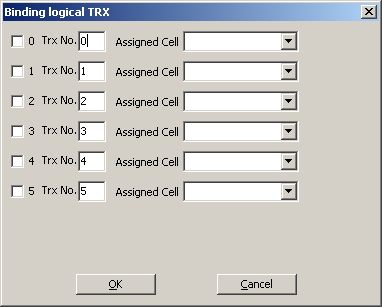 Binding logical TRX
0 Trx No. 0 Assigned Cell
1 Trx No. 1 Assigned Cell
2 Trx No. 2 Assigned Cell
3 Trx No. 3 Assigned Cell
4 Trx No. 4 Assigned Cell
5 Trx No. 5 Assigned Cell
OK Cancel